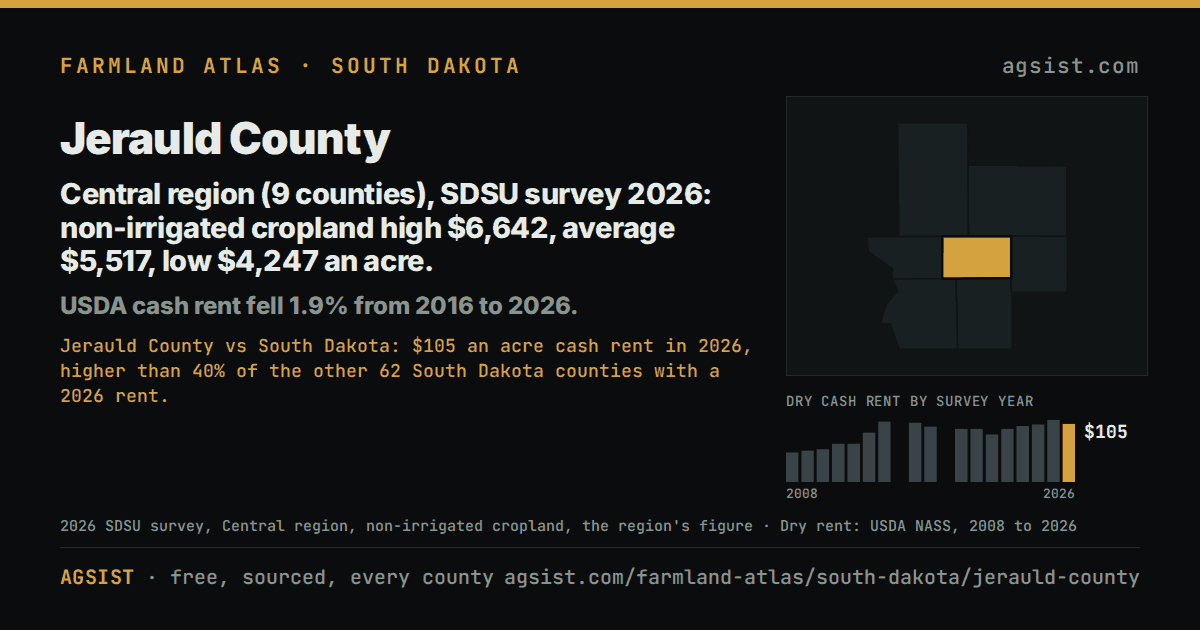 FARMLAND ATLAS · SOUTH DAKOTA
agsist.com
Jerauld County
Central region (9 counties), SDSU survey 2026:
non-irrigated cropland high $6,642, average
$5,517, low $4,247 an acre.
USDA cash rent fell 1.9% from 2016 to 2026.
Jerauld County vs South Dakota: $105 an acre cash rent in 2026,
higher than 40% of the other 62 South Dakota counties with a
2026 rent.
DRY CASH RENT BY SURVEY YEAR
$105
2008
2026
2026 SDSU survey, Central region, non-irrigated cropland, the region's figure · Dry rent: USDA NASS, 2008 to 2026
AGSIST · free, sourced, every county
agsist.com/farmland-atlas/south-dakota/jerauld-county